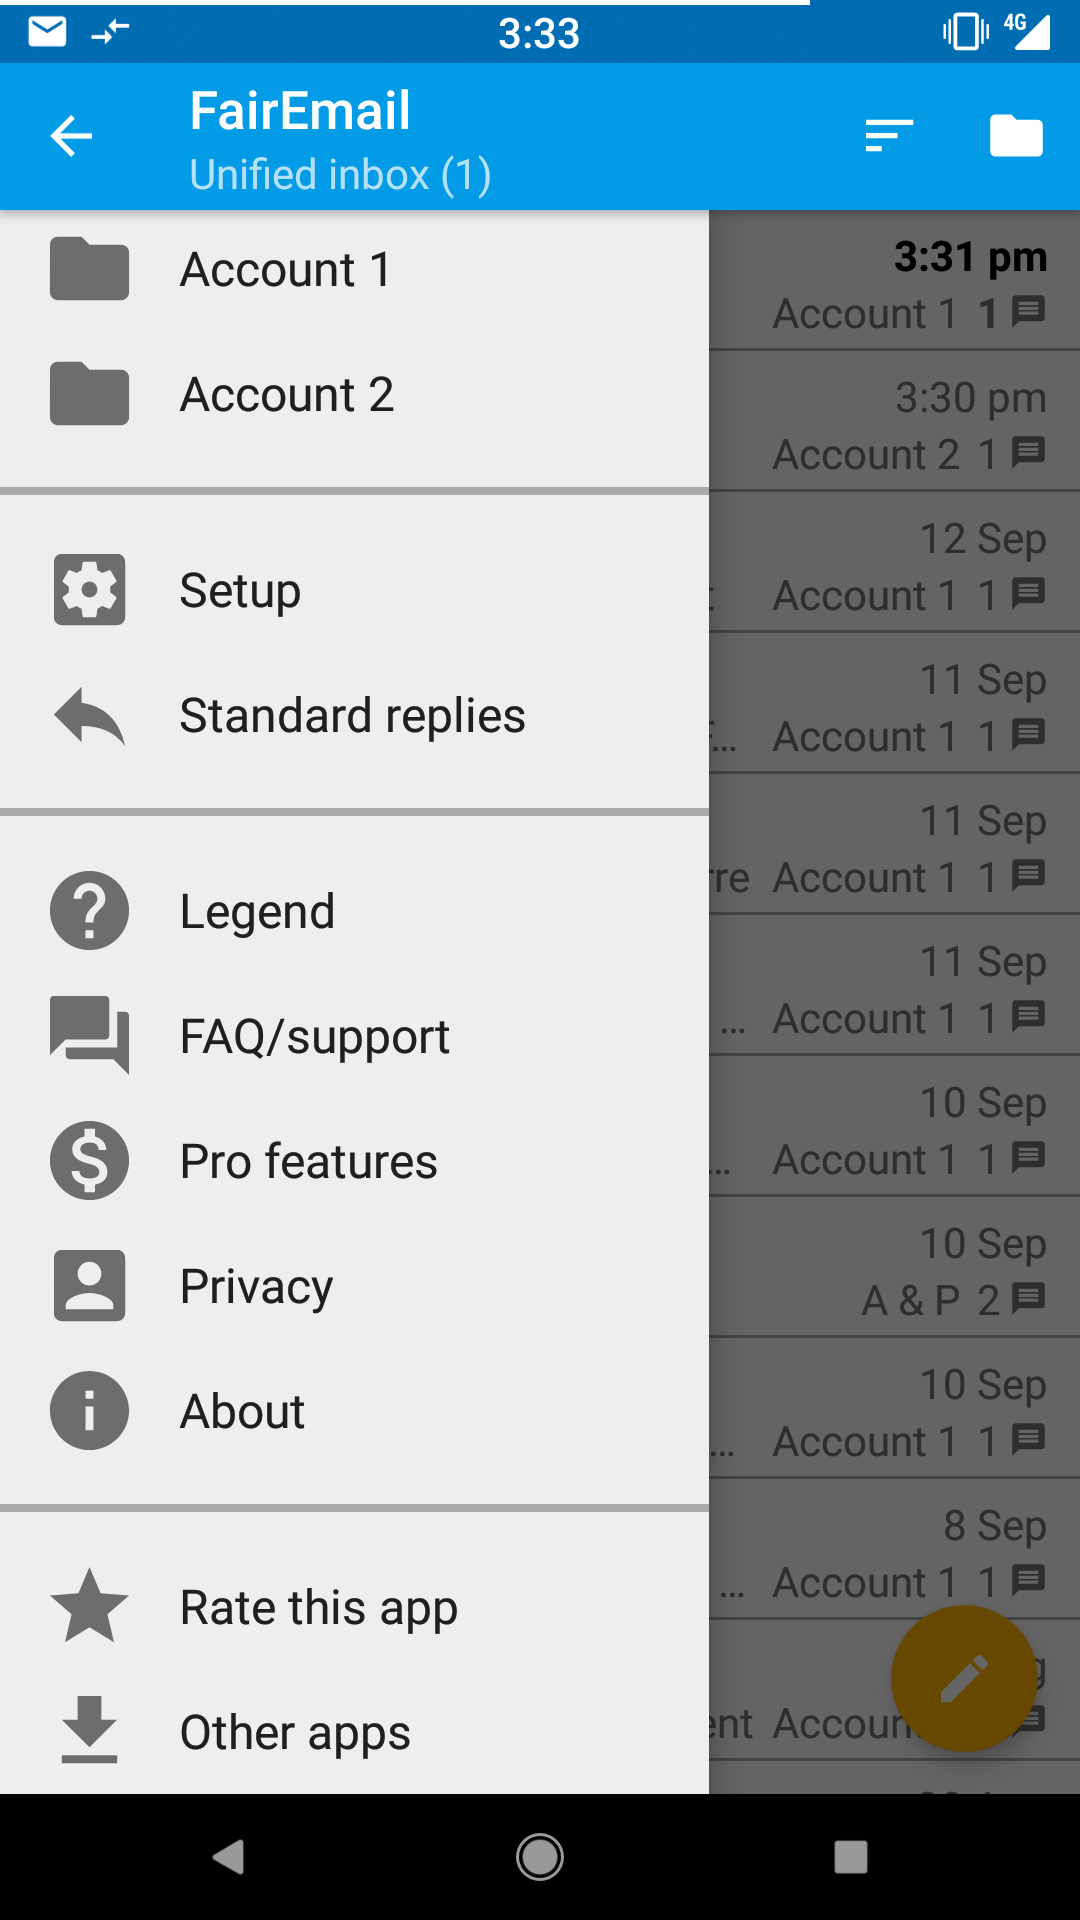 3:33
4G
FairEmail
Unified inbox (1)
Account 1
Account 2
Setup
Standard replies
Legend
FAQ/support
Pro features
Privacy
About
Rate this app
Other apps
3:31 pm
Account 1 1
3:30 pm
Account 2 1
12 Sep
Account 1 1
11 Sep
… Account 1 1
11 Sep
rre Account 1 1
11 Sep
… Account 1 1
10 Sep
… Account 1 1
10 Sep
A & P 2
10 Sep
… Account 1 1
8 Sep
… Account 1 1
ent Accoun